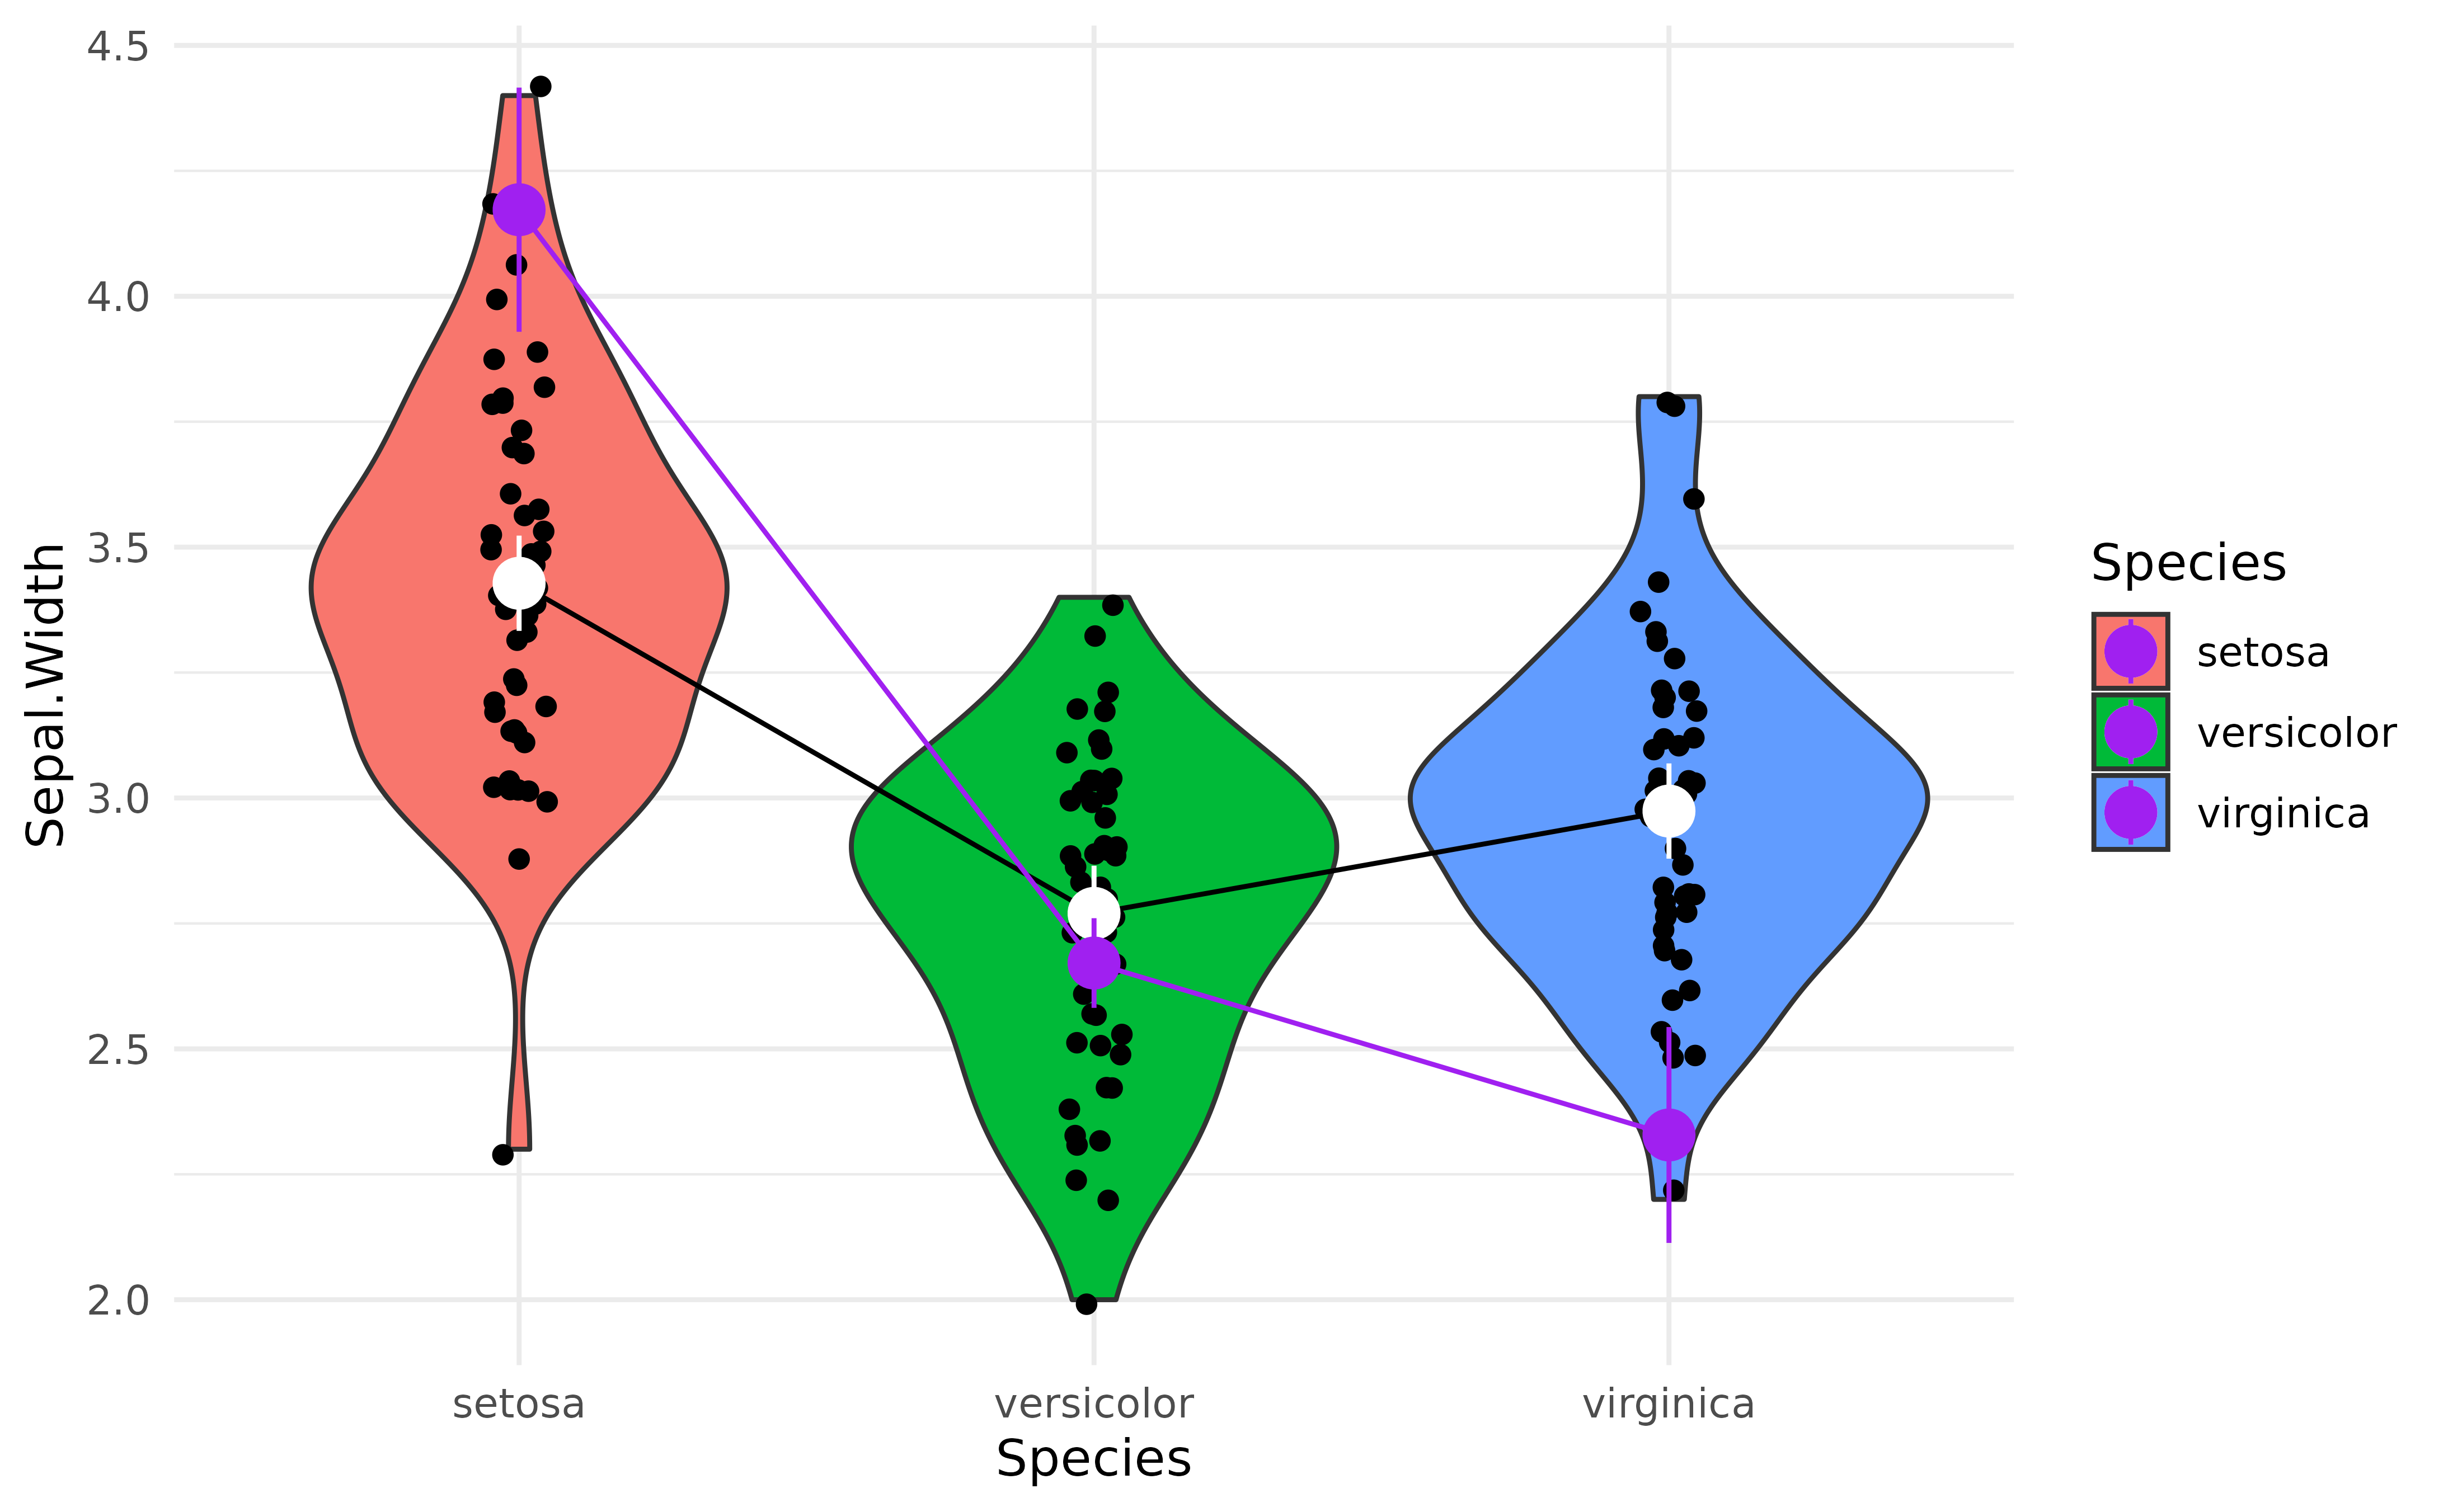 4.5
4.0
3.5
3.0
2.5
2.0
Sepal.Width
setosa
versicolor
virginica
Species
Species
setosa
versicolor
virginica